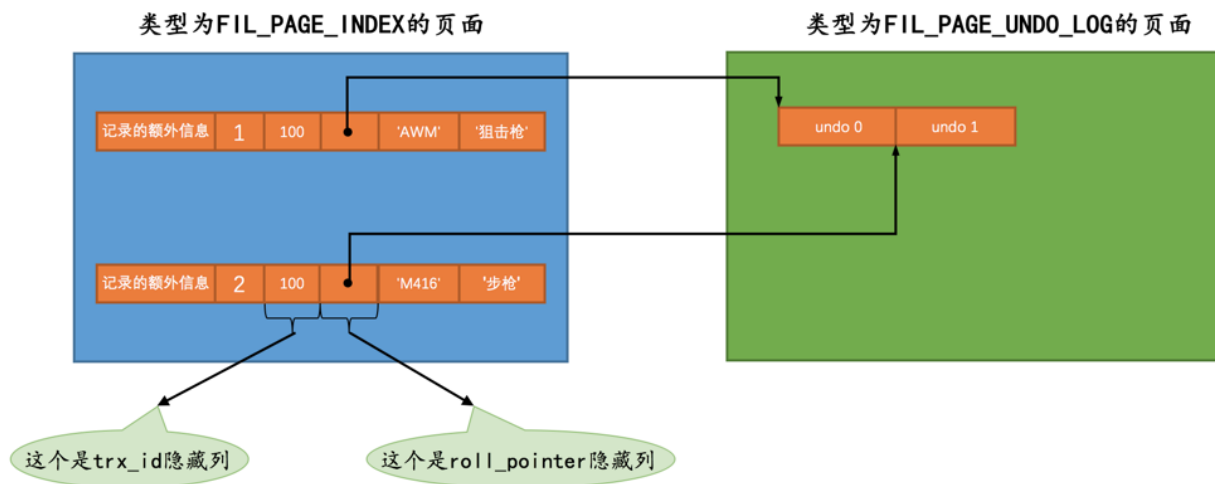 类型为FIL_PAGE_INDEX的页面
类型为FIL_PAGE_UNDO_LOG的页面
记录的额外信息 1 100 'AWM' '狙击枪'
undo 0 undo 1
记录的额外信息 2 100 'M416' '步枪'
这个是trx_id隐藏列
这个是roll_pointer隐藏列